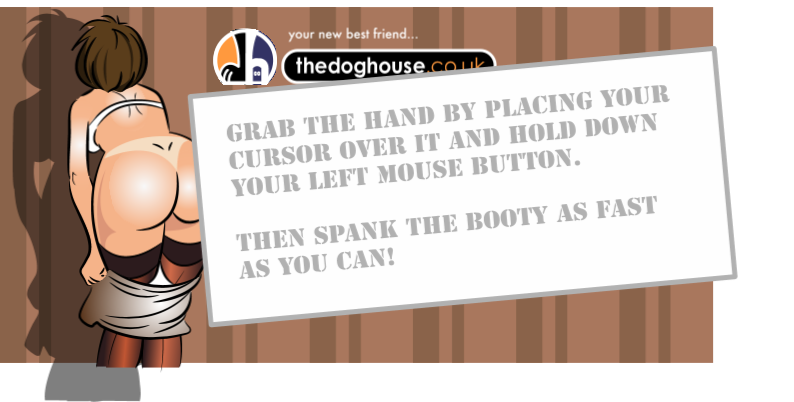 your new best friend...
thedoghouse.co.uk
GRAB THE HAND BY PLACING YOUR
CURSOR OVER IT AND HOLD DOWN
YOUR LEFT MOUSE BUTTON.
THEN SPANK THE BOOTY AS FAST
AS YOU CAN!